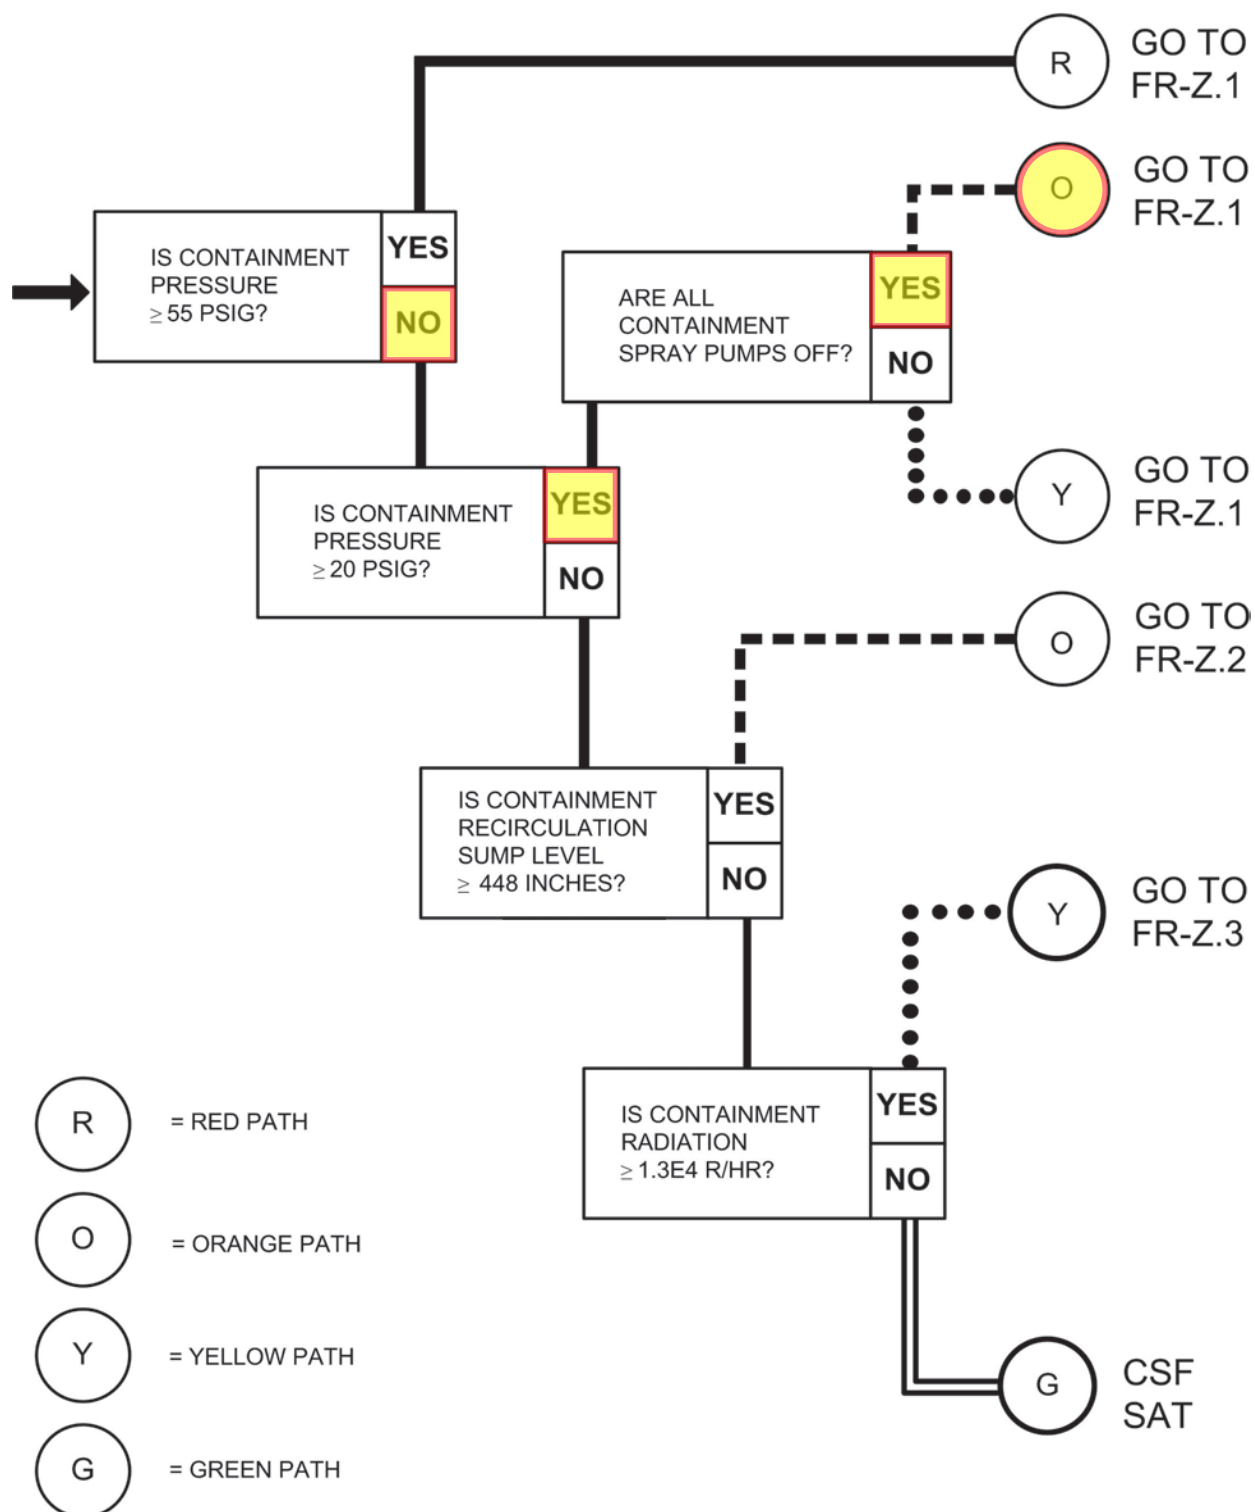 R
GO TO
FR-Z.1
O
GO TO
FR-Z.1
IS CONTAINMENT
PRESSURE
≥ 55 PSIG?
YES
NO
ARE ALL
CONTAINMENT
SPRAY PUMPS OFF?
YES
NO
Y
GO TO
FR-Z.1
IS CONTAINMENT
PRESSURE
≥ 20 PSIG?
YES
NO
O
GO TO
FR-Z.2
IS CONTAINMENT
RECIRCULATION
SUMP LEVEL
≥ 448 INCHES?
YES
NO
Y
GO TO
FR-Z.3
IS CONTAINMENT
RADIATION
≥ 1.3E4 R/HR?
YES
NO
R
= RED PATH
O
= ORANGE PATH
Y
= YELLOW PATH
G
= GREEN PATH
G
CSF
SAT